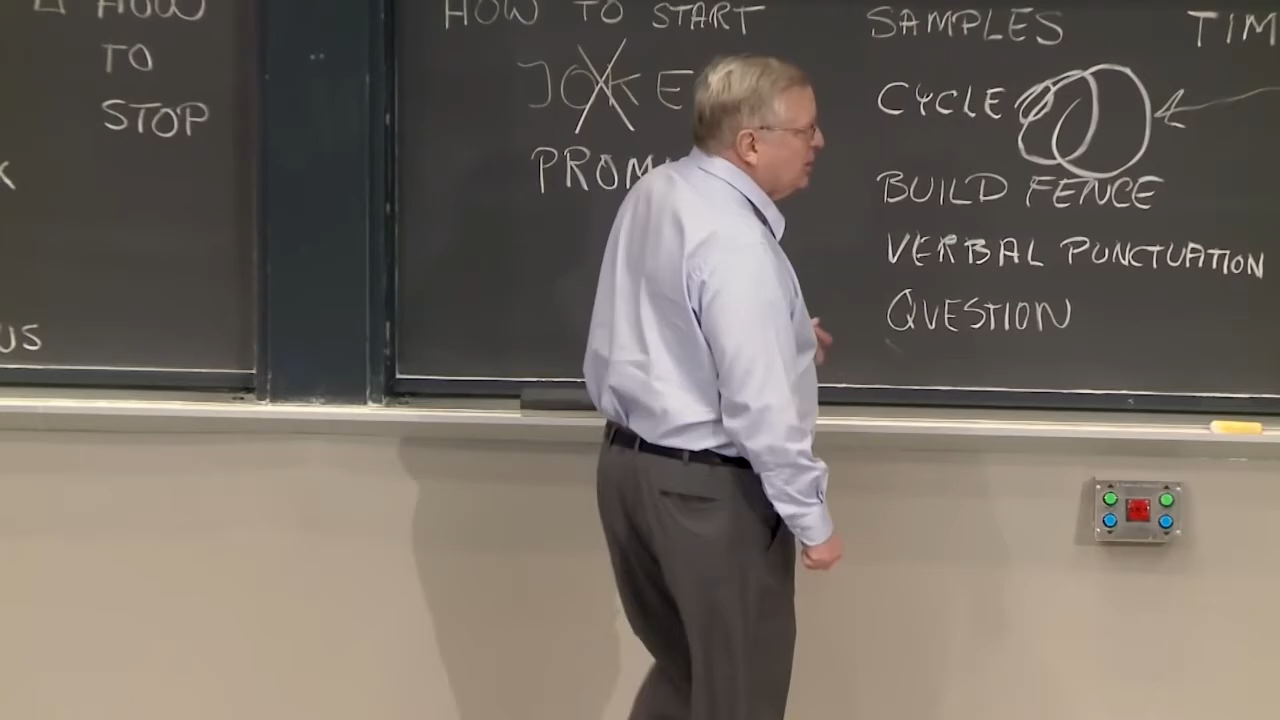 HOW
TO
STOP
US
HOW TO START
JOKE
PROM
SAMPLES
CYCLE
BUILD FENCE
VERBAL PUNCTUATION
QUESTION
TIM